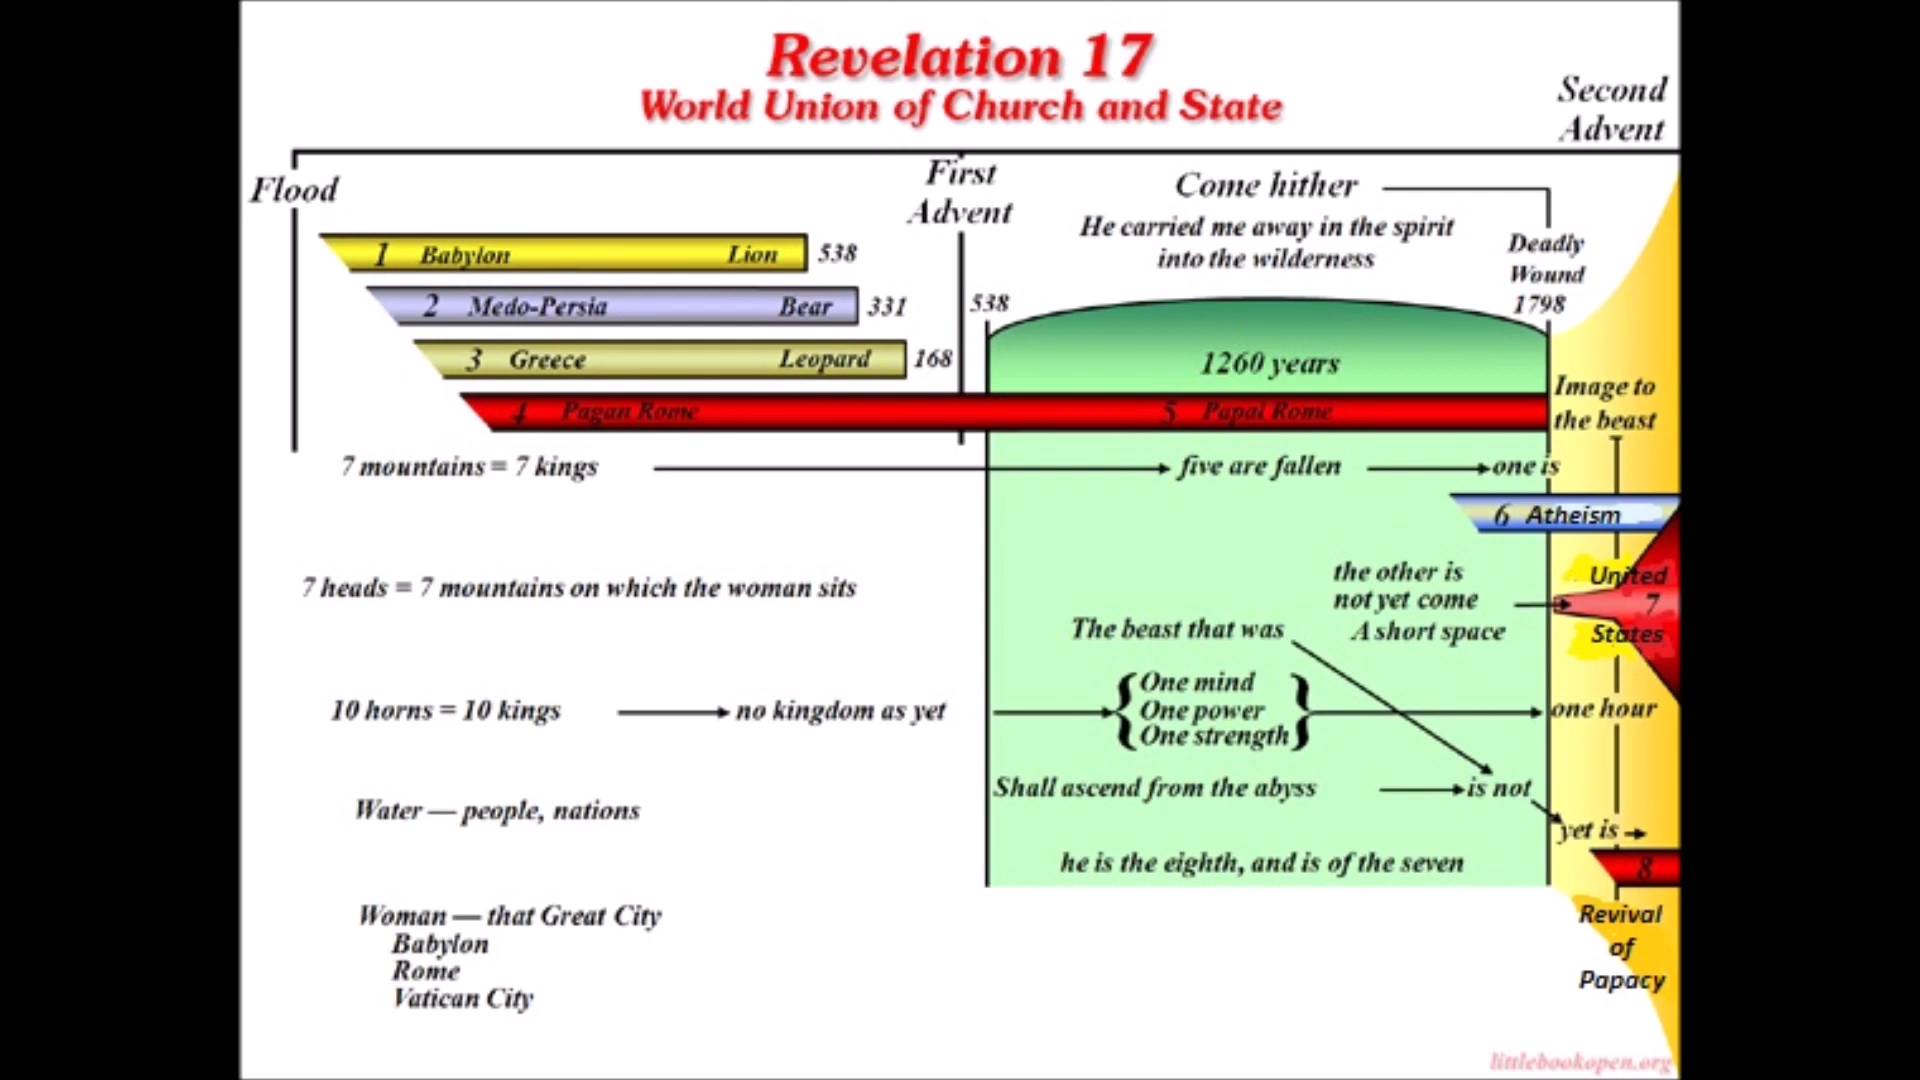 Revelation 17
World Union of Church and State
Second
Advent
Flood
First
Advent
Come hither
He carried me away in the spirit
into the wilderness
Deadly
Wound
1798
1 Babylon Lion 538
2 Medo-Persia Bear 331
538
3 Greece Leopard 168
1260 years
4 Pagan Rome 5 Papal Rome
Image to
the beast
7 mountains = 7 kings five are fallen one is
6 Atheism
7 heads = 7 mountains on which the woman sits
the other is
not yet come
A short space
United
7
States
The beast that was
10 horns = 10 kings no kingdom as yet
One mind
One power
One strength
one hour
Shall ascend from the abyss is not
Water — people, nations
yet is
he is the eighth, and is of the seven
8
Woman — that Great City
Babylon
Rome
Vatican City
Revival
of
Papacy
littlebookopen.org